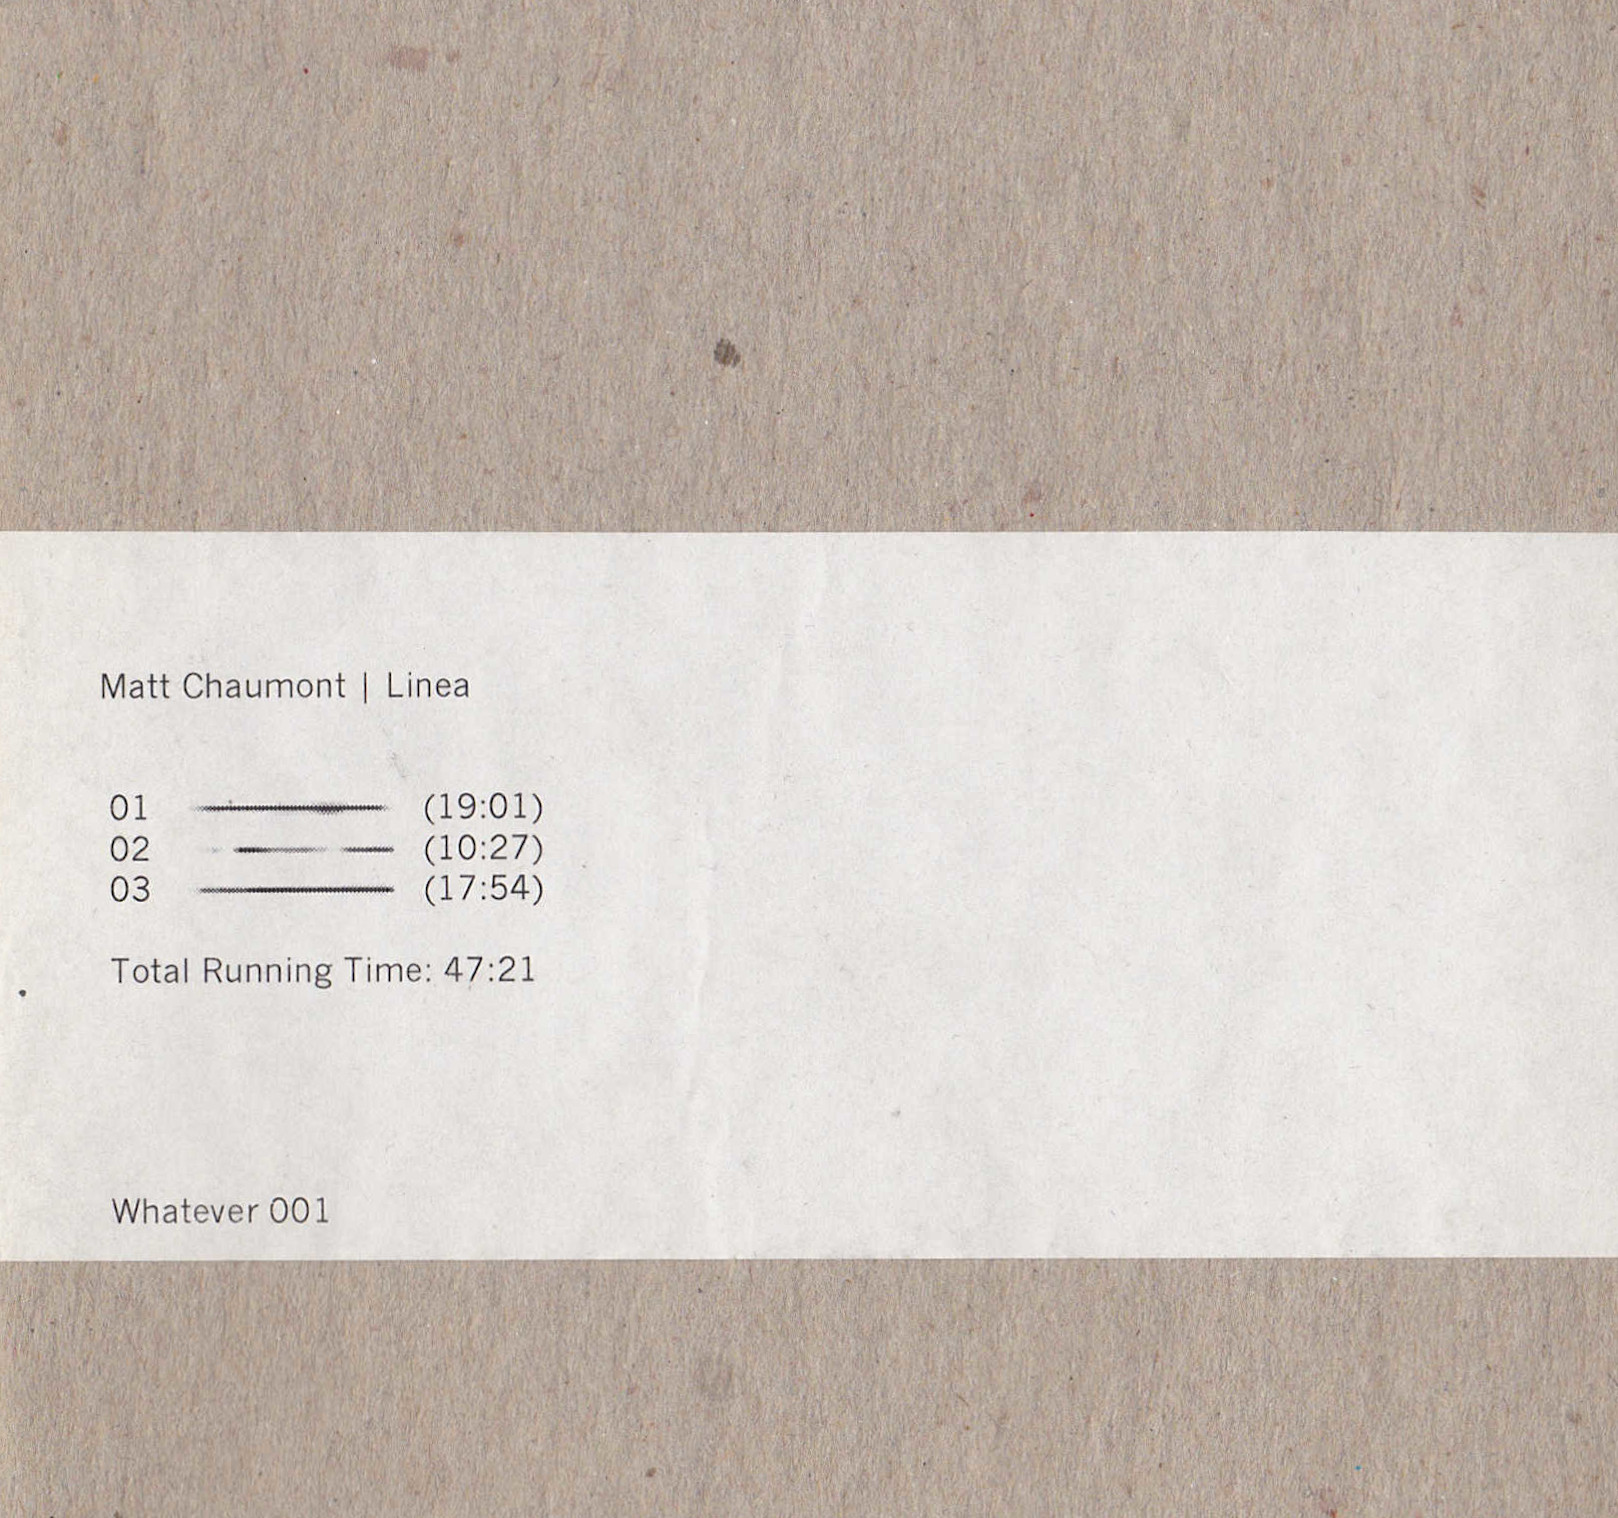 Matt Chaumont | Linea
01 (19:01)
02 (10:27)
03 (17:54)
Total Running Time: 47:21
Whatever 001